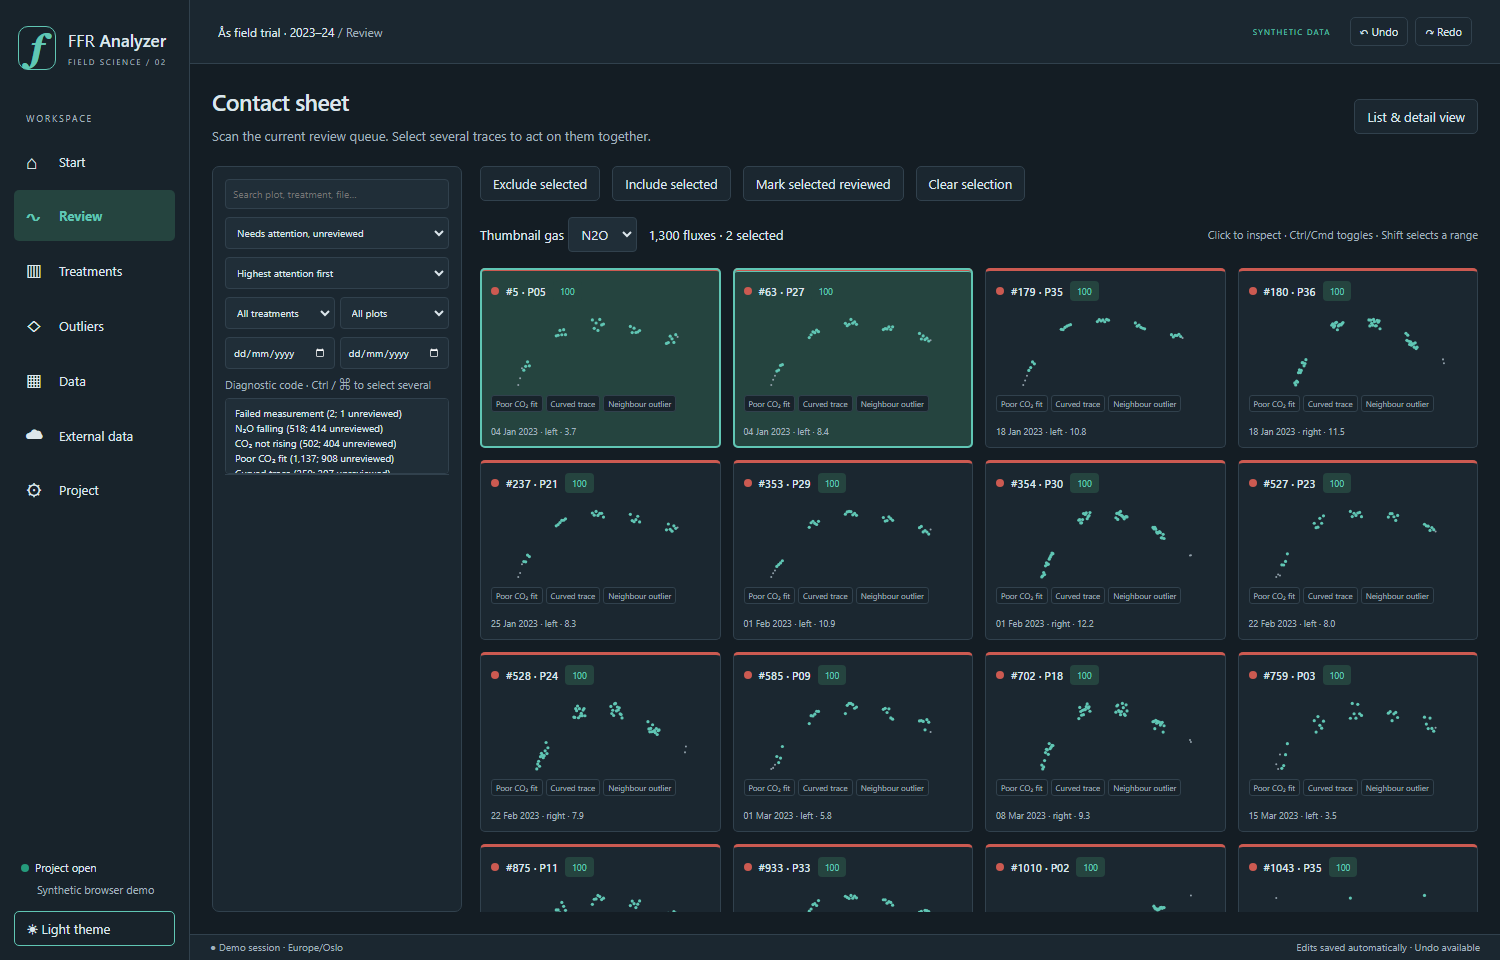 FFR Analyzer
FIELD SCIENCE / 02
WORKSPACE
Start
Review
Treatments
Outliers
Data
External data
Project
Project open
Synthetic browser demo
☀ Light theme
Ås field trial · 2023–24 / Review
SYNTHETIC DATA
↶ Undo
↷ Redo
Contact sheet
Scan the current review queue. Select several traces to act on them together.
List & detail view
Search plot, treatment, file...
Needs attention, unreviewed
Highest attention first
All treatments
All plots
dd/mm/yyyy
dd/mm/yyyy
Diagnostic code · Ctrl / ⌘ to select several
Failed measurement (2; 1 unreviewed)
N₂O falling (518; 414 unreviewed)
CO₂ not rising (502; 404 unreviewed)
Poor CO₂ fit (1,137; 908 unreviewed)
Exclude selected
Include selected
Mark selected reviewed
Clear selection
Thumbnail gas N2O 1,300 fluxes · 2 selected
Click to inspect · Ctrl/Cmd toggles · Shift selects a range
#5 · P05 100
Poor CO₂ fit Curved trace Neighbour outlier
04 Jan 2023 · left · 3.7
#63 · P27 100
Poor CO₂ fit Curved trace Neighbour outlier
04 Jan 2023 · left · 8.4
#179 · P35 100
Poor CO₂ fit Curved trace Neighbour outlier
18 Jan 2023 · left · 10.8
#180 · P36 100
Poor CO₂ fit Curved trace Neighbour outlier
18 Jan 2023 · right · 11.5
#237 · P21 100
Poor CO₂ fit Curved trace Neighbour outlier
25 Jan 2023 · left · 8.3
#353 · P29 100
Poor CO₂ fit Curved trace Neighbour outlier
01 Feb 2023 · left · 10.9
#354 · P30 100
Poor CO₂ fit Curved trace Neighbour outlier
01 Feb 2023 · right · 12.2
#527 · P23 100
Poor CO₂ fit Curved trace Neighbour outlier
22 Feb 2023 · left · 8.0
#528 · P24 100
Poor CO₂ fit Curved trace Neighbour outlier
22 Feb 2023 · right · 7.9
#585 · P09 100
Poor CO₂ fit Curved trace Neighbour outlier
01 Mar 2023 · left · 5.8
#702 · P18 100
Poor CO₂ fit Curved trace Neighbour outlier
08 Mar 2023 · right · 9.3
#759 · P03 100
Poor CO₂ fit Curved trace Neighbour outlier
15 Mar 2023 · left · 3.5
#875 · P11 100
#933 · P33 100
#1010 · P02 100
#1043 · P35 100
● Demo session · Europe/Oslo
Edits saved automatically · Undo available